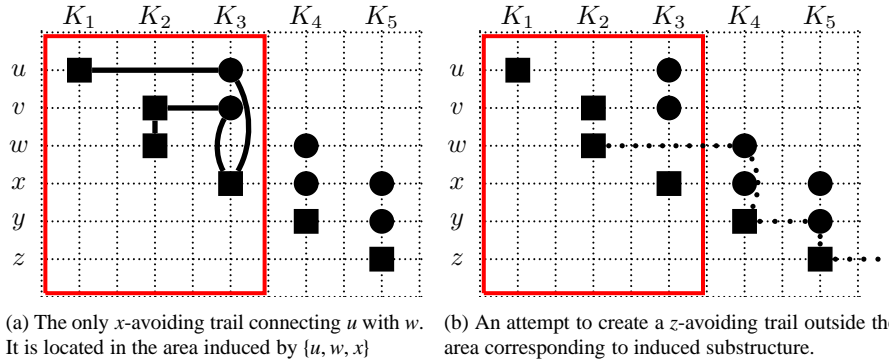 K1 K2 K3 K4 K5
u
v
w
x
y
z
(a) The only x-avoiding trail connecting u with w.
It is located in the area induced by {u, w, x}
K1 K2 K3 K4 K5
u
v
w
x
y
z
(b) An attempt to create a z-avoiding trail outside the
area corresponding to induced substructure.